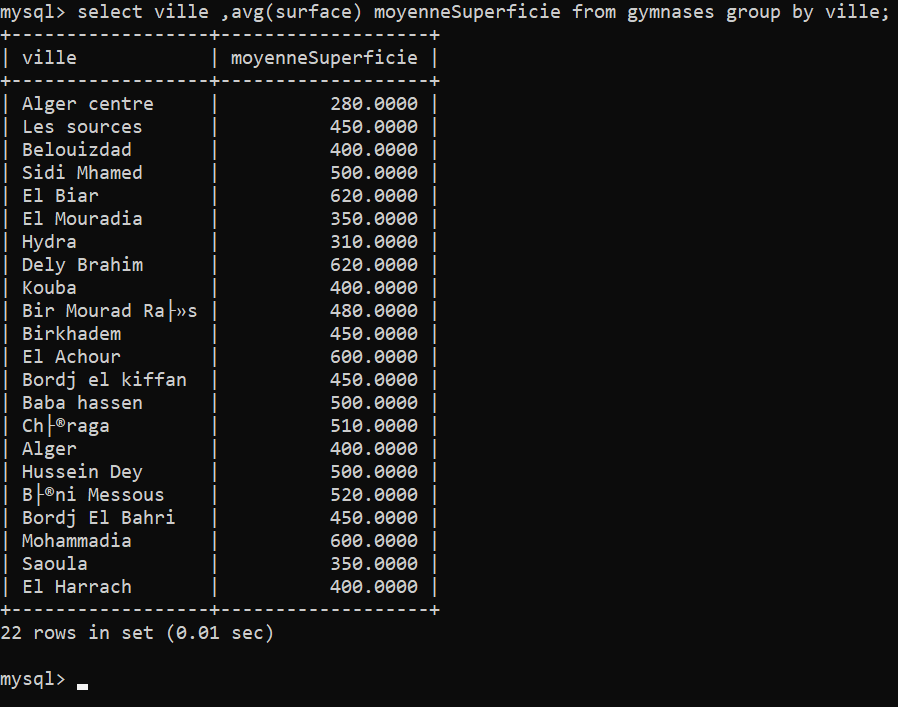 mysql> select ville ,avg(surface) moyenneSuperficie from gymnases group by ville;
+-------------------+-------------------+
| ville             | moyenneSuperficie |
+-------------------+-------------------+
| Alger centre      |          280.0000 |
| Les sources       |          450.0000 |
| Belouizdad        |          400.0000 |
| Sidi Mhamed       |          500.0000 |
| El Biar           |          620.0000 |
| El Mouradia       |          350.0000 |
| Hydra             |          310.0000 |
| Dely Brahim       |          620.0000 |
| Kouba             |          400.0000 |
| Bir Mourad Ra├»s |          480.0000 |
| Birkhadem         |          450.0000 |
| El Achour         |          600.0000 |
| Bordj el kiffan   |          450.0000 |
| Baba hassen       |          500.0000 |
| Ch├®raga          |          510.0000 |
| Alger             |          400.0000 |
| Hussein Dey       |          500.0000 |
| B├®ni Messous     |          520.0000 |
| Bordj El Bahri    |          450.0000 |
| Mohammadia        |          600.0000 |
| Saoula            |          350.0000 |
| El Harrach        |          400.0000 |
+-------------------+-------------------+
22 rows in set (0.01 sec)
mysql>